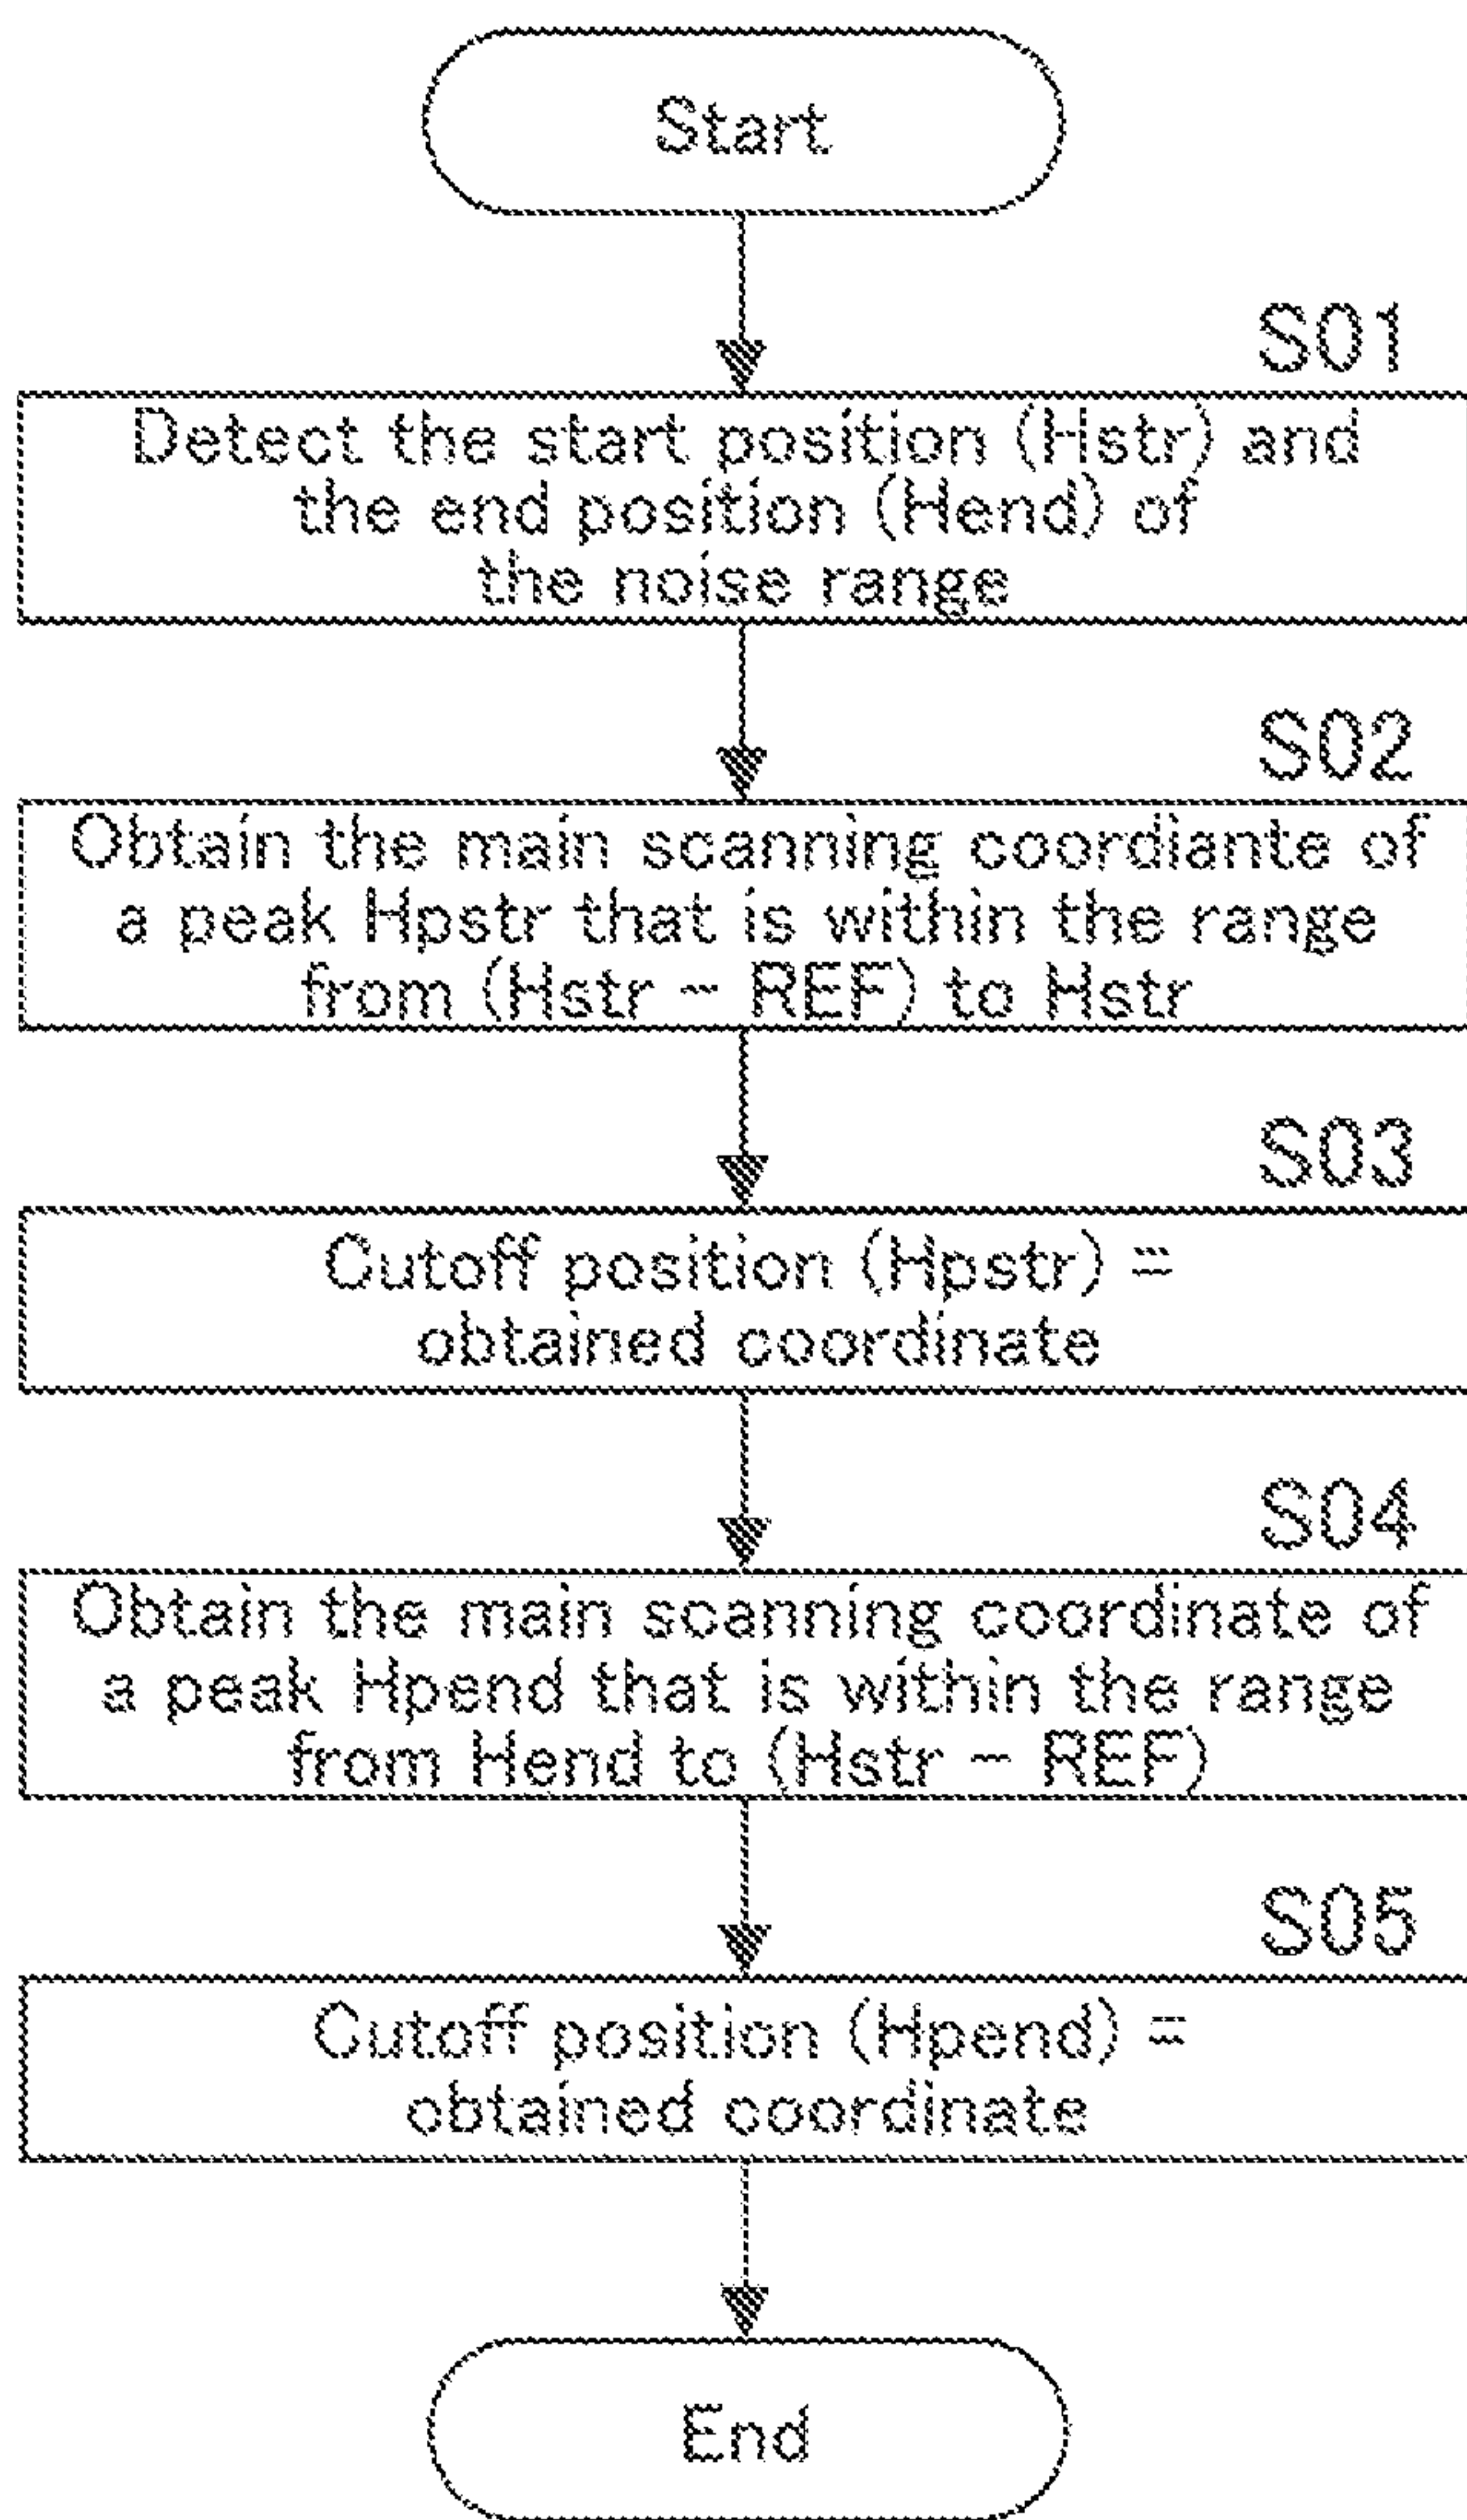 Start
S01
Detect the start position (Hstr) and
the end position (Hend) of
the noise range
S02
Obtain the main scanning coordiante of
a peak Hpstr that is within the range
from (Hstr - REF) to Hstr
S03
Cutoff position (Hpstr) =
obtained coordinate
S04
Obtain the main scanning coordinate of
a peak Hpend that is within the range
from Hend to (Hstr - REF)
S05
Cutoff position (Hpend) =
obtained coordinate
End